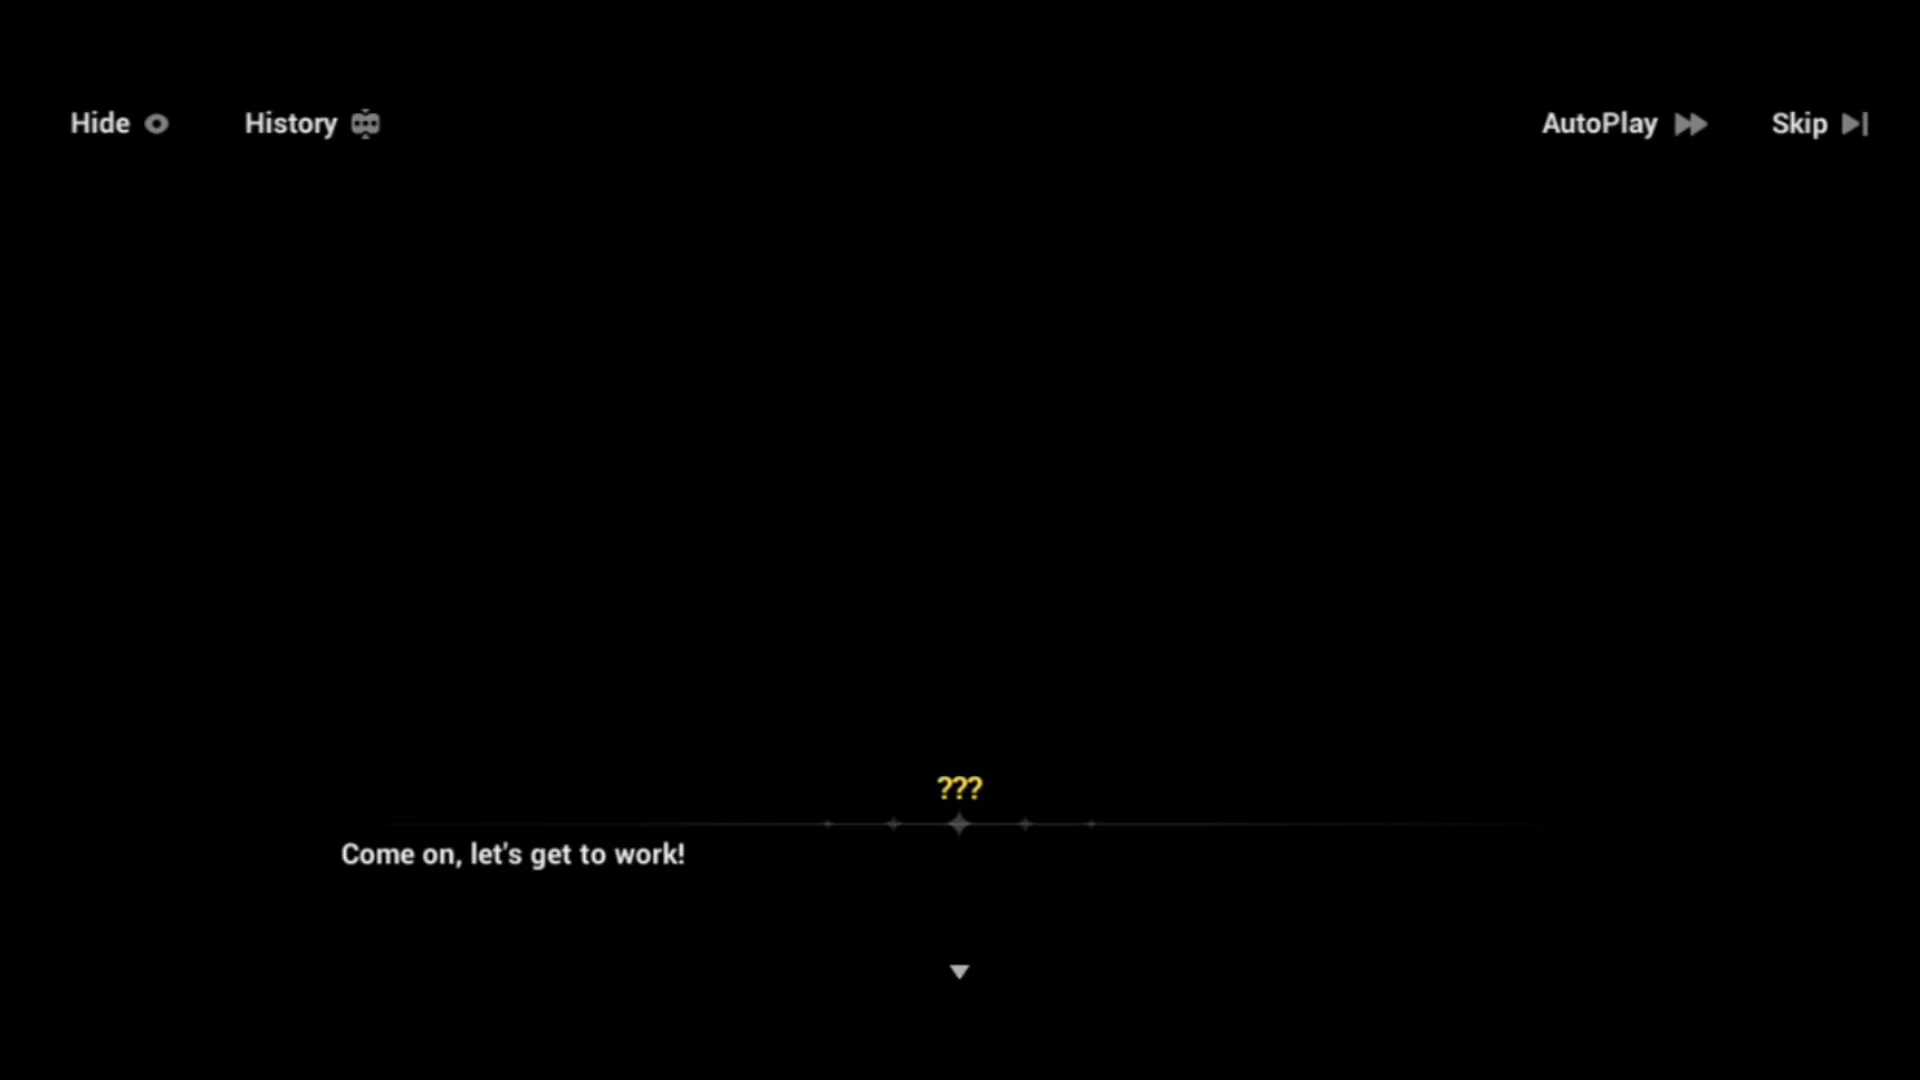 Hide
History
AutoPlay
Skip
???
Come on, let's get to work!